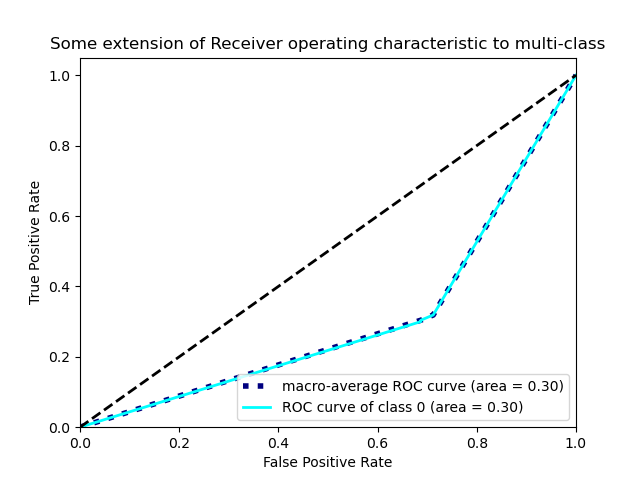 Some extension of Receiver operating characteristic to multi-class
1.0
0.8
0.6
0.4
0.2
0.0
True Positive Rate
macro-average ROC curve (area = 0.30)
ROC curve of class 0 (area = 0.30)
0.0 0.2 0.4 0.6 0.8 1.0
False Positive Rate